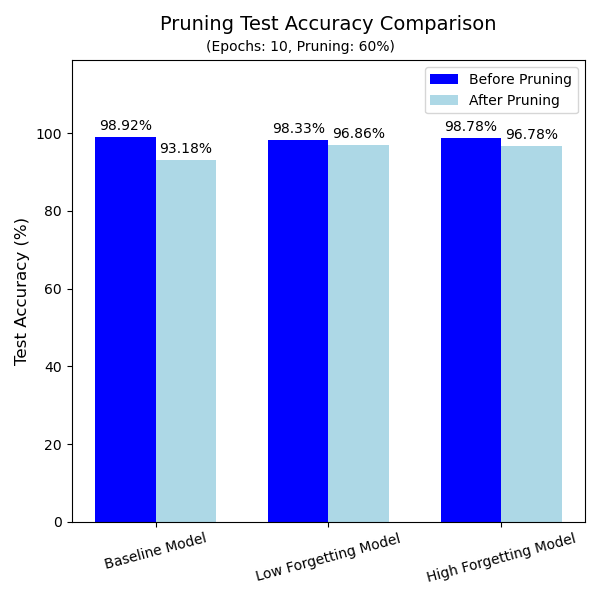 Pruning Test Accuracy Comparison
(Epochs: 10, Pruning: 60%)
Before Pruning
After Pruning
98.92%
93.18%
98.33%
96.86%
98.78%
96.78%
100
80
60
40
20
0
Test Accuracy (%)
Baseline Model
Low Forgetting Model
High Forgetting Model